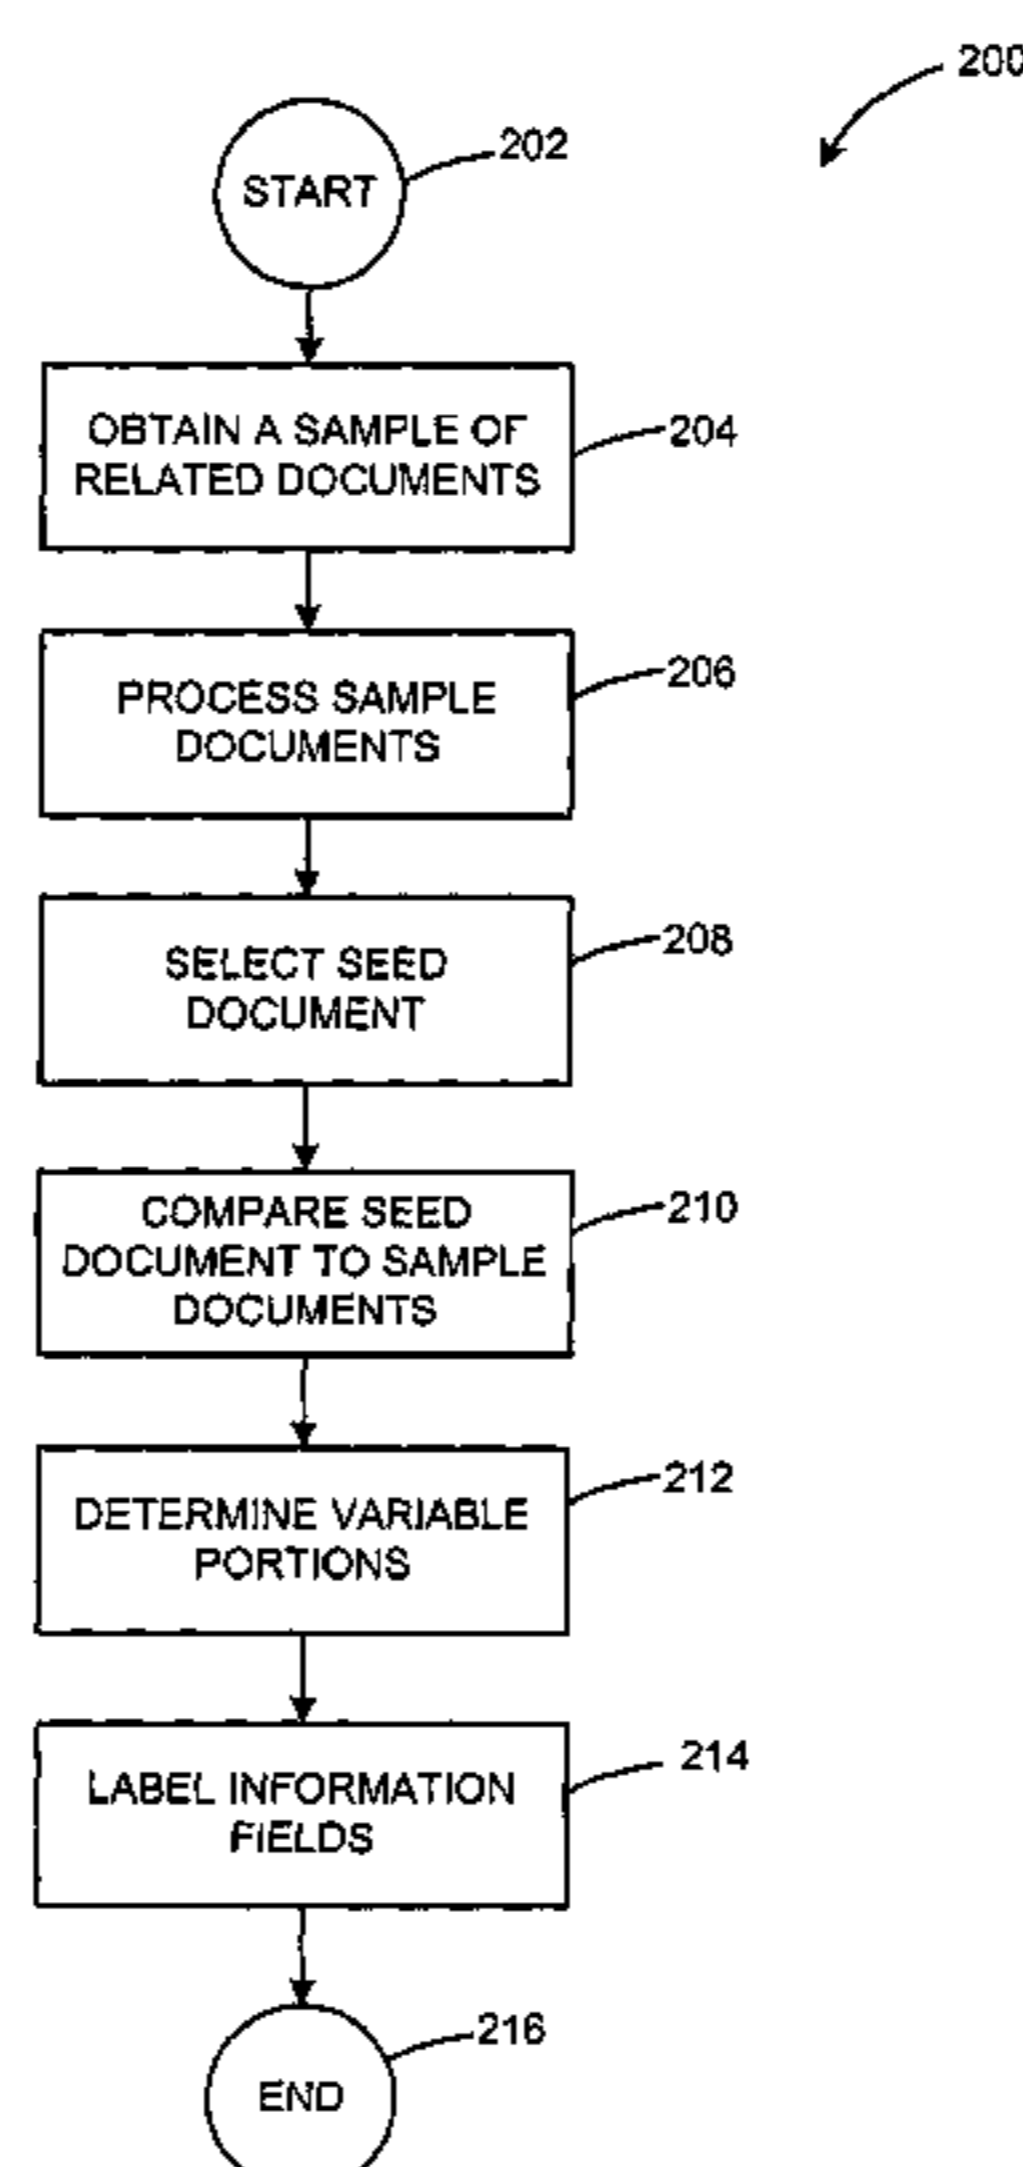 200
START
202
OBTAIN A SAMPLE OF
RELATED DOCUMENTS
204
PROCESS SAMPLE
DOCUMENTS
206
SELECT SEED
DOCUMENT
208
COMPARE SEED
DOCUMENT TO SAMPLE
DOCUMENTS
210
DETERMINE VARIABLE
PORTIONS
212
LABEL INFORMATION
FIELDS
214
END
216